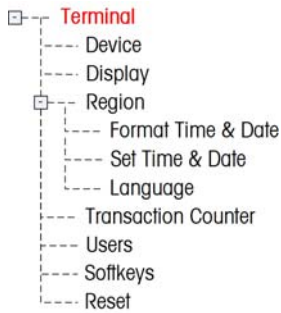 Terminal
Device
Display
Region
Format Time & Date
Set Time & Date
Language
Transaction Counter
Users
Softkeys
Reset